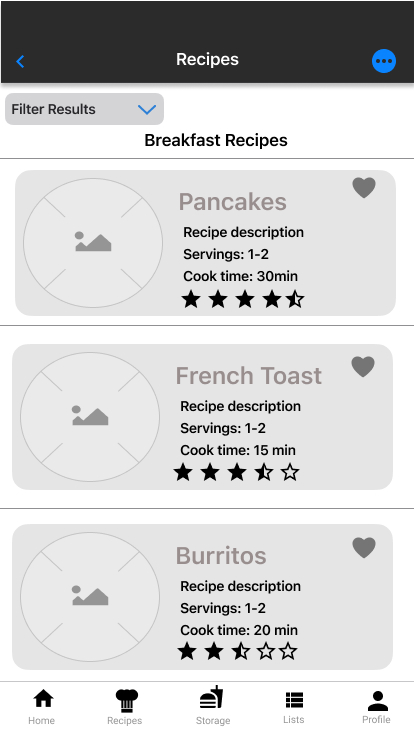 Recipes
Filter Results
Breakfast Recipes
Pancakes
Recipe description
Servings: 1-2
Cook time: 30min
French Toast
Recipe description
Servings: 1-2
Cook time: 15 min
Burritos
Recipe description
Servings: 1-2
Cook time: 20 min
Home Recipes Storage Lists Profile